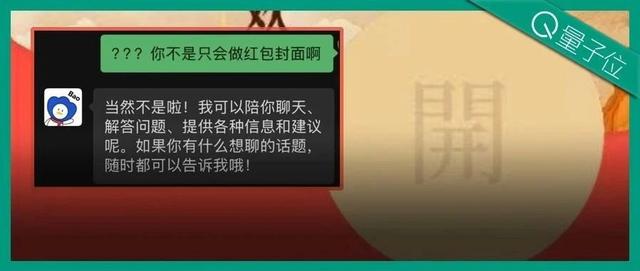 量子位
？？？你不是只会做红包封面啊
Bao
当然不是啦！我可以陪你聊天、
解答问题、提供各种信息和建议
呢。如果你有什么想聊的话题，
随时都可以告诉我哦！
開